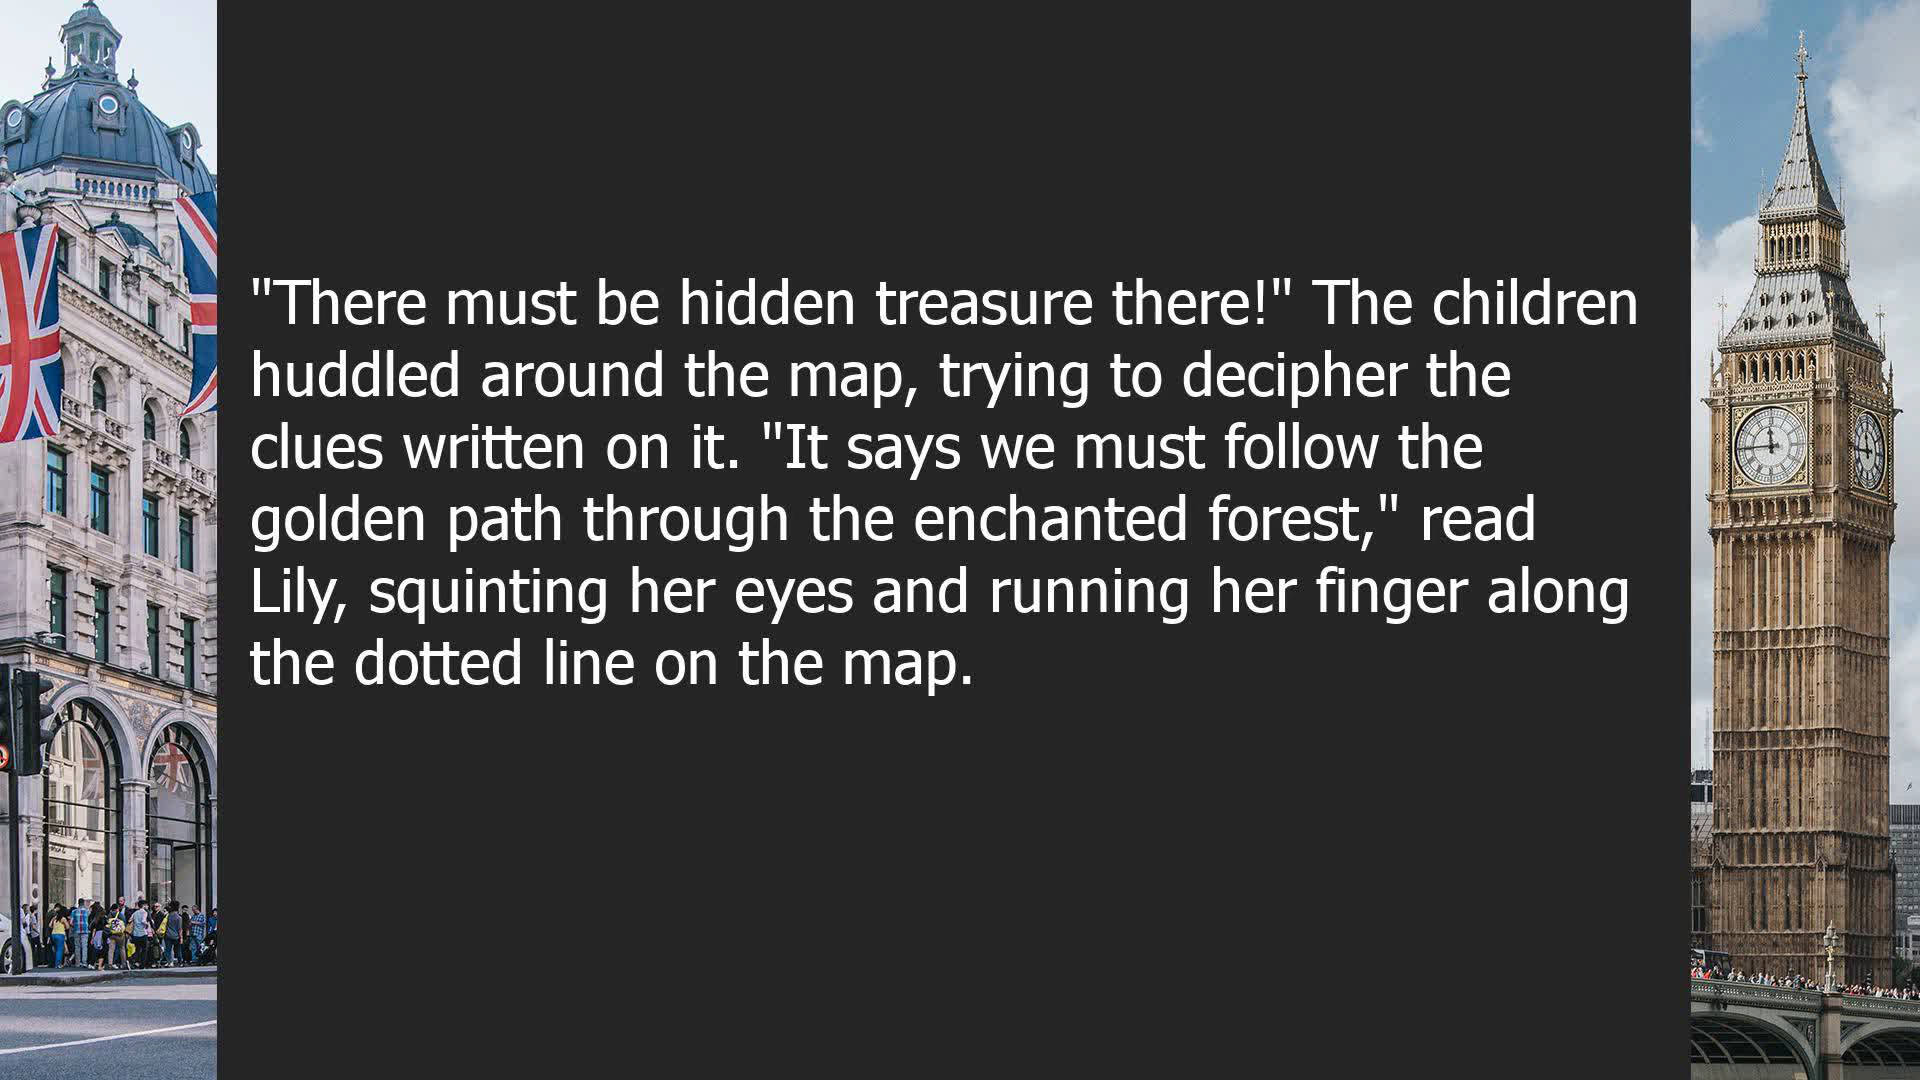 "There must be hidden treasure there!" The children
huddled around the map, trying to decipher the
clues written on it. "It says we must follow the
golden path through the enchanted forest," read
Lily, squinting her eyes and running her finger along
the dotted line on the map.